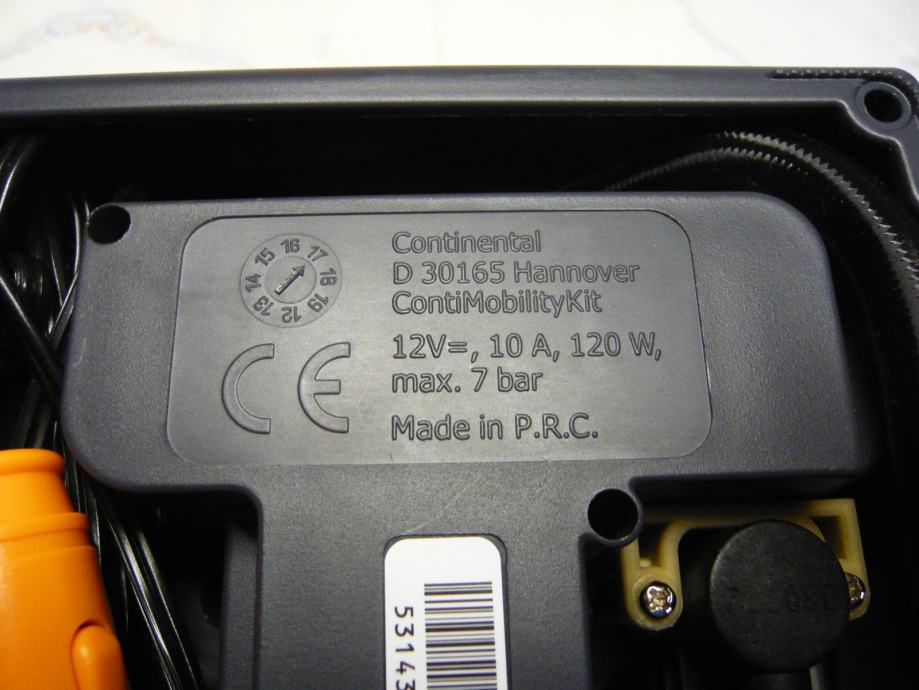 Continental
D 30165 Hannover
ContiMobilityKit
12V=, 10 A, 120 W,
max. 7 bar
Made in P.R.C.
12 13 14 15 16 17 18 19
CE
53143